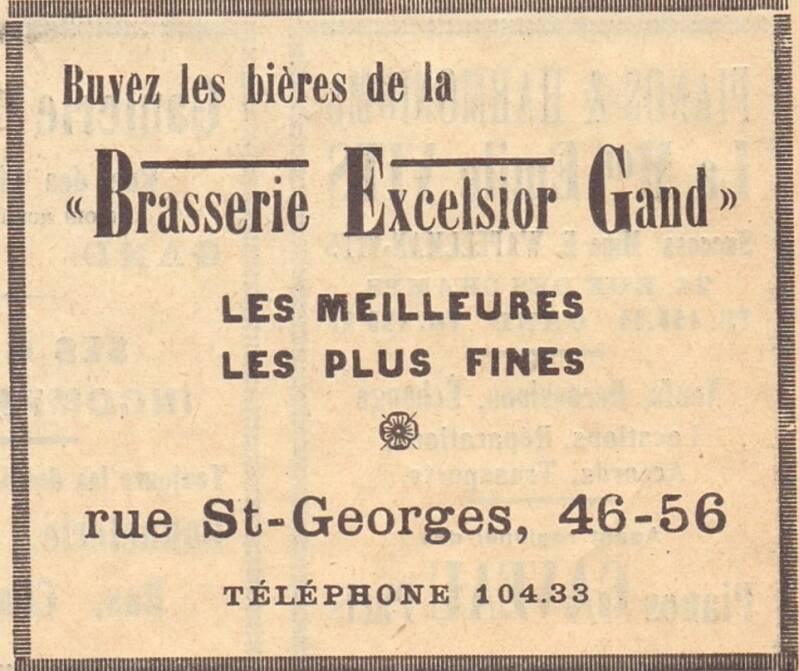 Buvez les bières de la
« Brasserie Excelsior Gand »
LES MEILLEURES
LES PLUS FINES
rue St-Georges, 46-56
TÉLÉPHONE 104.33